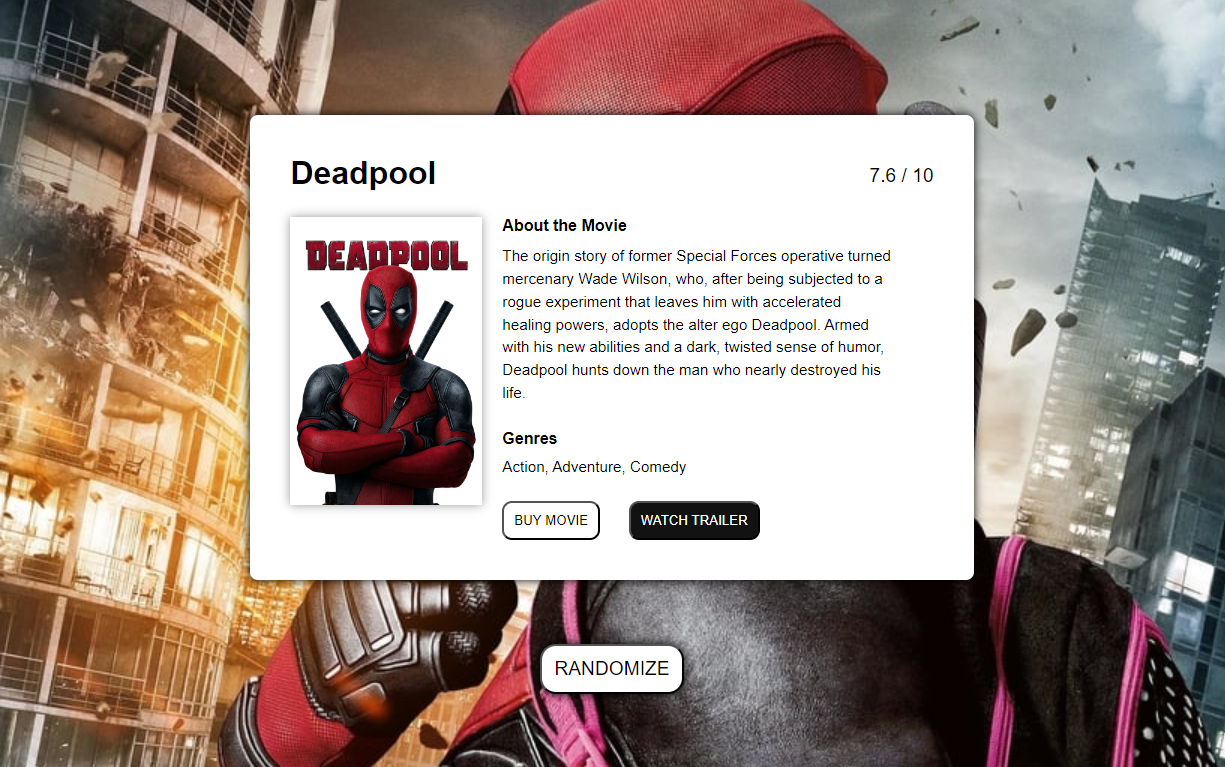 Deadpool
7.6 / 10
DEADPOOL
About the Movie
The origin story of former Special Forces operative turned
mercenary Wade Wilson, who, after being subjected to a
rogue experiment that leaves him with accelerated
healing powers, adopts the alter ego Deadpool. Armed
with his new abilities and a dark, twisted sense of humor,
Deadpool hunts down the man who nearly destroyed his
life.
Genres
Action, Adventure, Comedy
BUY MOVIE
WATCH TRAILER
RANDOMIZE